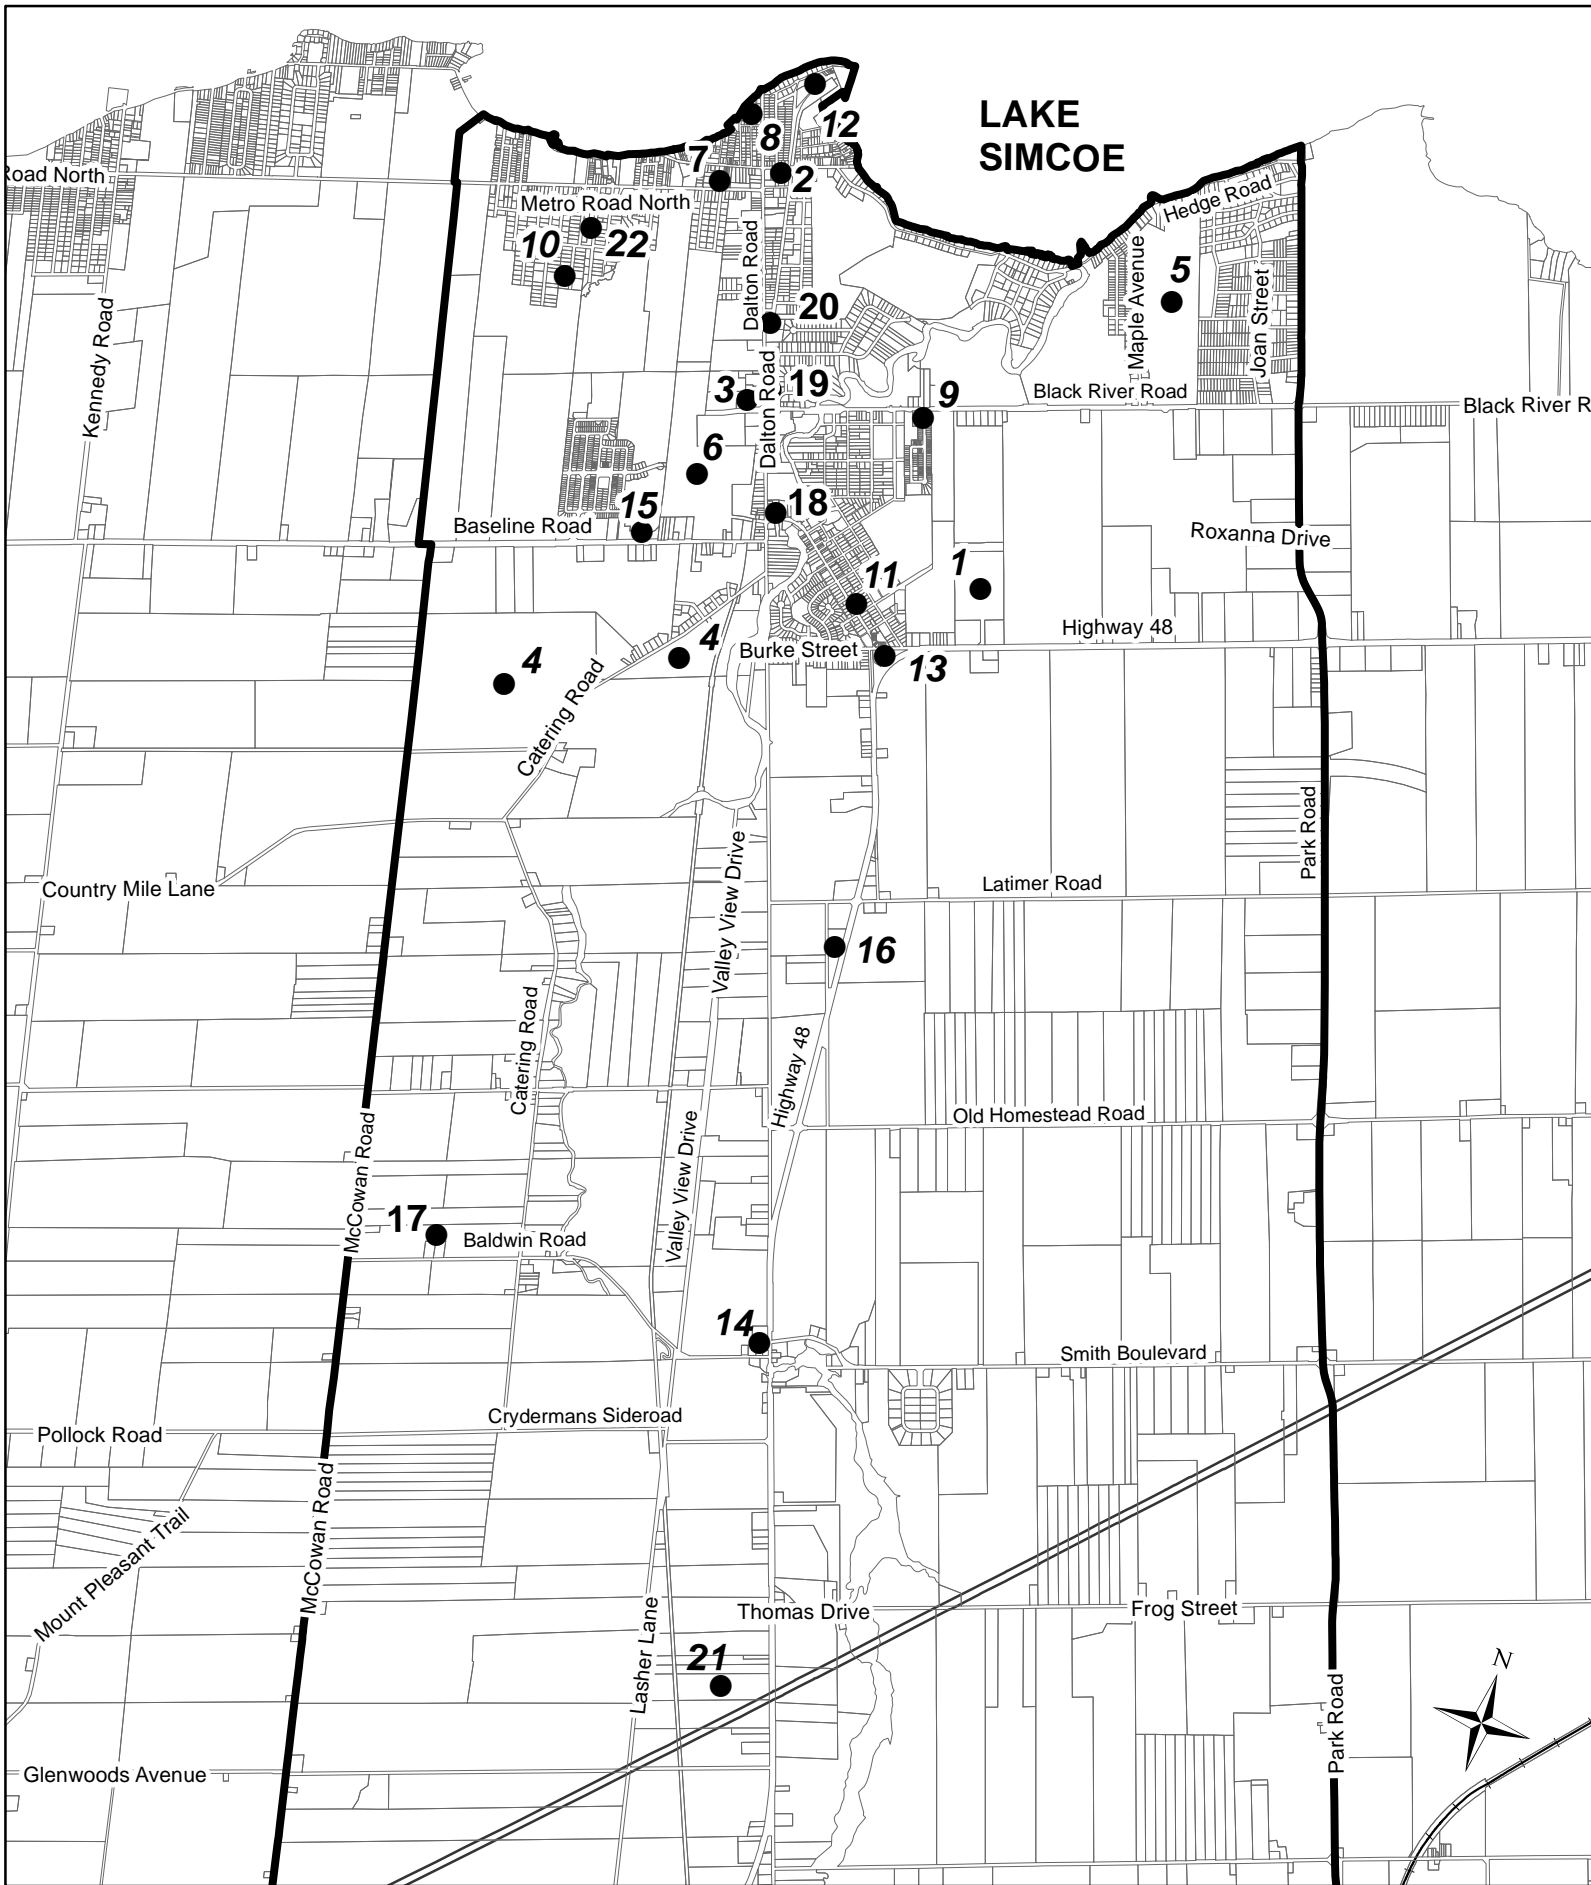 LAKE
SIMCOE
12
8
7
2
Road North
Metro Road North
Hedge Road
10
22
5
Dalton Road
Maple Avenue
Joan Street
20
Kennedy Road
3
19
Dalton Road
9
Black River Road
Black River R
6
15
18
Baseline Road
Roxanna Drive
1
11
Highway 48
4
4
Burke Street
13
Catering Road
Park Road
Valley View Drive
Country Mile Lane
Latimer Road
16
Catering Road
Highway 48
Old Homestead Road
McCowan Road
Valley View Drive
17
Baldwin Road
14
Smith Boulevard
Crydermans Sideroad
Pollock Road
McCowan Road
Mount Pleasant Trail
Thomas Drive
Frog Street
Lasher Lane
21
N
Park Road
Glenwoods Avenue